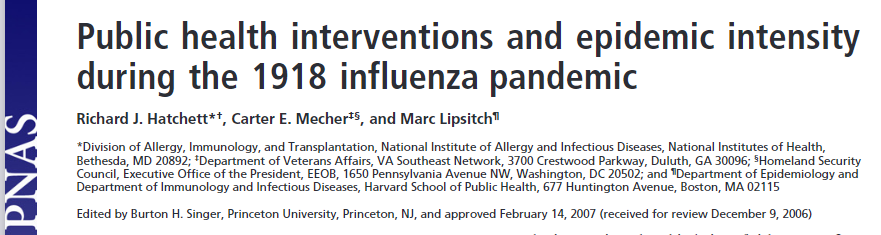 PNAS
Public health interventions and epidemic intensity
during the 1918 influenza pandemic
Richard J. Hatchett*†, Carter E. Mecher‡§, and Marc Lipsitch¶
*Division of Allergy, Immunology, and Transplantation, National Institute of Allergy and Infectious Diseases, National Institutes of Health,
Bethesda, MD 20892; ‡Department of Veterans Affairs, VA Southeast Network, 3700 Crestwood Parkway, Duluth, GA 30096; §Homeland Security
Council, Executive Office of the President, EEOB, 1650 Pennsylvania Avenue NW, Washington, DC 20502; and ¶Department of Epidemiology and
Department of Immunology and Infectious Diseases, Harvard School of Public Health, 677 Huntington Avenue, Boston, MA 02115
Edited by Burton H. Singer, Princeton University, Princeton, NJ, and approved February 14, 2007 (received for review December 9, 2006)